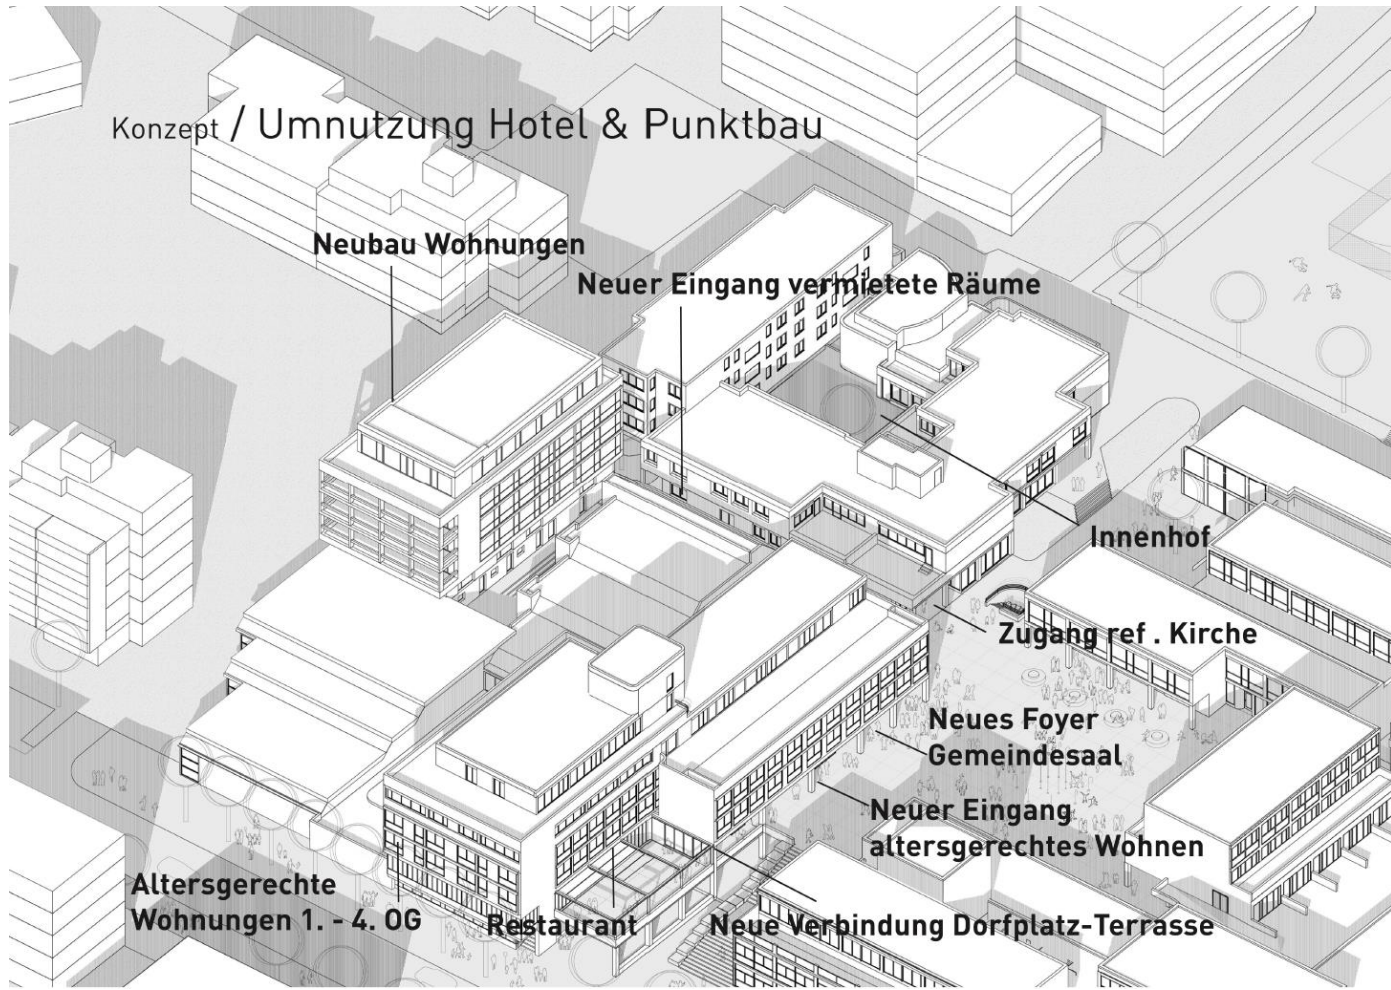 Konzept / Umnutzung Hotel & Punktbau
Neubau Wohnungen
Neuer Eingang vermietete Räume
Innenhof
Zugang ref . Kirche
Neues Foyer
Gemeindesaal
Neuer Eingang
altersgerechtes Wohnen
Altersgerechte
Wohnungen 1. - 4. OG
Restaurant
Neue Verbindung Dorfplatz-Terrasse